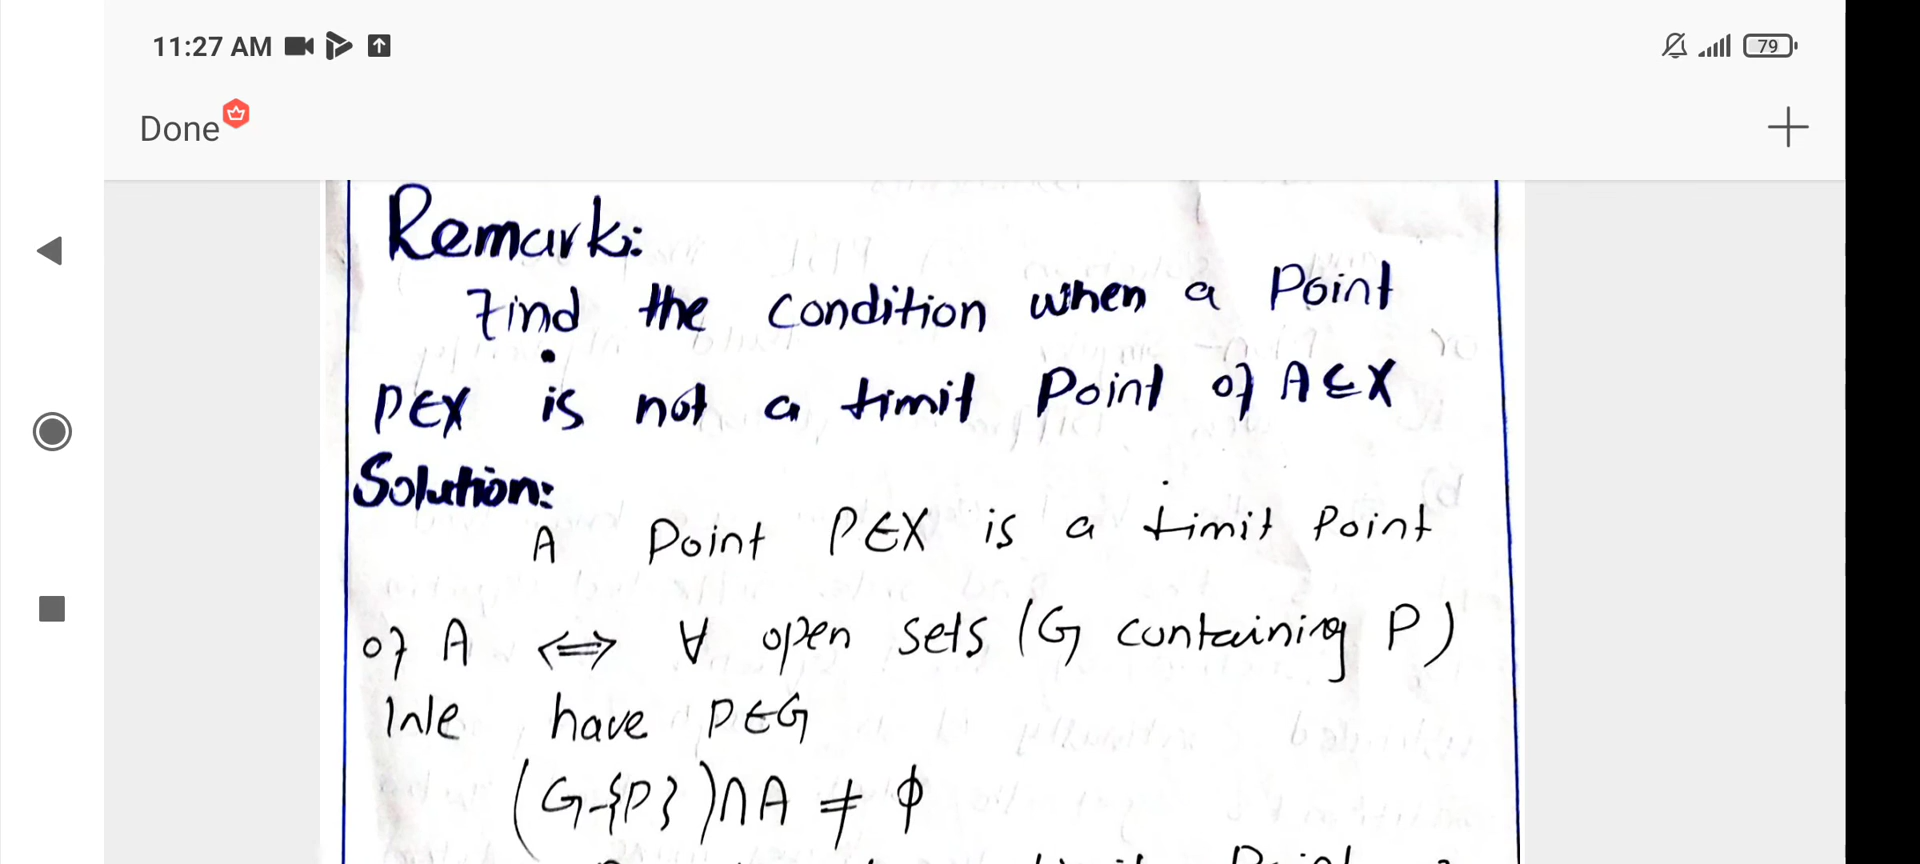 11:27 AM
79
Done
Remark:
Find the condition when a Point
P∈X is not a limit Point of A⊆X
Solution:
A Point P∈X is a limit Point
of A ⟺ ∀ open sets (G containing P)
We have P∈G
(G-{P})∩A ≠ ϕ